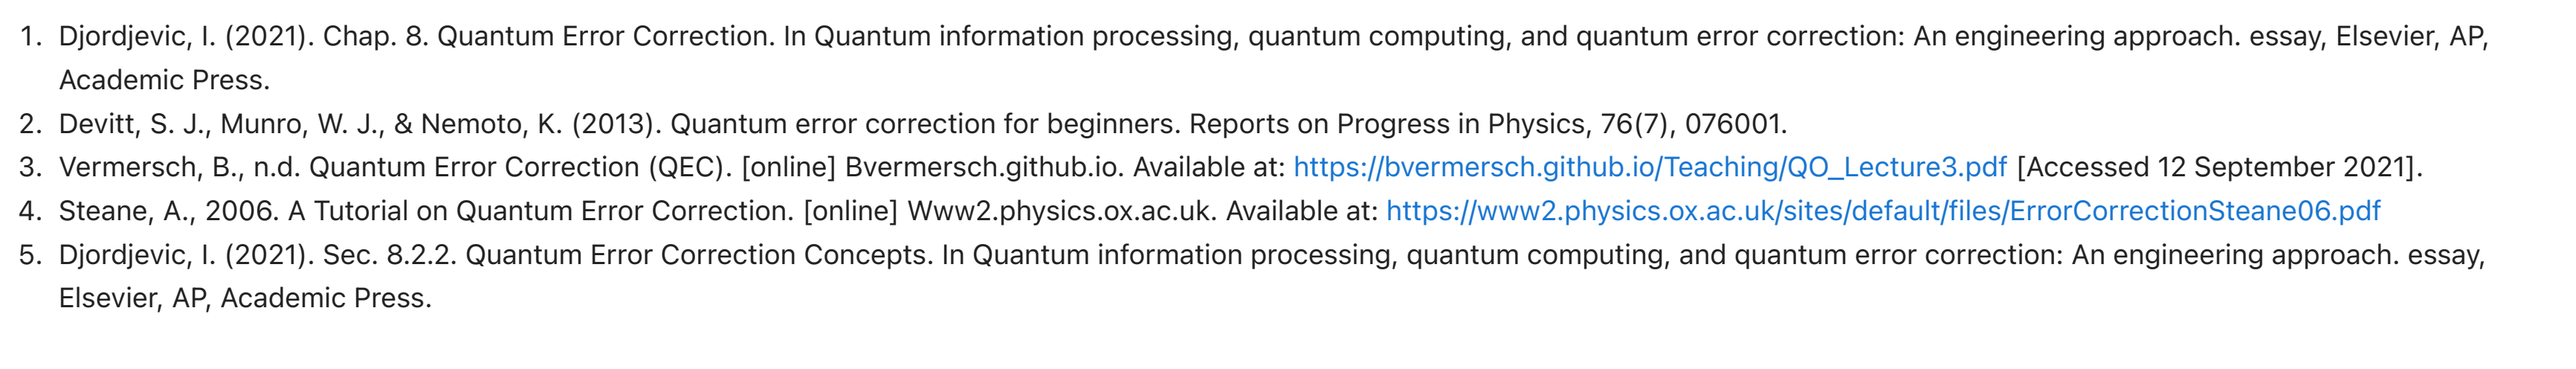 1. Djordjevic, I. (2021). Chap. 8. Quantum Error Correction. In Quantum information processing, quantum computing, and quantum error correction: An engineering approach. essay, Elsevier, AP,
Academic Press.
2. Devitt, S. J., Munro, W. J., & Nemoto, K. (2013). Quantum error correction for beginners. Reports on Progress in Physics, 76(7), 076001.
3. Vermersch, B., n.d. Quantum Error Correction (QEC). [online] Bvermersch.github.io. Available at: https://bvermersch.github.io/Teaching/QO_Lecture3.pdf [Accessed 12 September 2021].
4. Steane, A., 2006. A Tutorial on Quantum Error Correction. [online] Www2.physics.ox.ac.uk. Available at: https://www2.physics.ox.ac.uk/sites/default/files/ErrorCorrectionSteane06.pdf
5. Djordjevic, I. (2021). Sec. 8.2.2. Quantum Error Correction Concepts. In Quantum information processing, quantum computing, and quantum error correction: An engineering approach. essay,
Elsevier, AP, Academic Press.